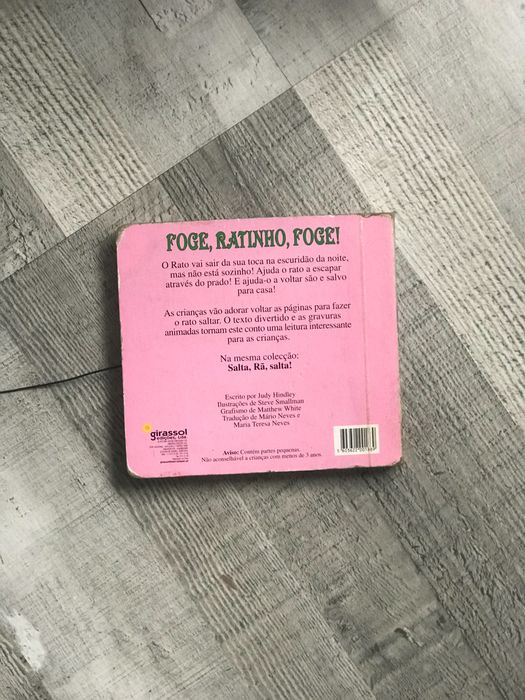 FOGE, RATINHO, FOGE!
O Rato vai sair da sua toca na escuridão da noite,
mas não está sozinho! Ajuda o rato a escapar
através do prado! E ajuda-o a voltar são e salvo
para casa!
As crianças vão adorar voltar as páginas para fazer
o rato saltar. O texto divertido e as gravuras
animadas tornam este conto uma leitura interessante
para as crianças.
Na mesma colecção:
Salta, Rã, salta!
Escrito por Judy Hindley
Ilustrações de Steve Smallman
Grafismo de Matthew White
Tradução de Mário Neves e
Maria Teresa Neves
girassol
edições, Lda.
Aviso: Contém partes pequenas.
Não aconselhável a crianças com menos de 3 anos.